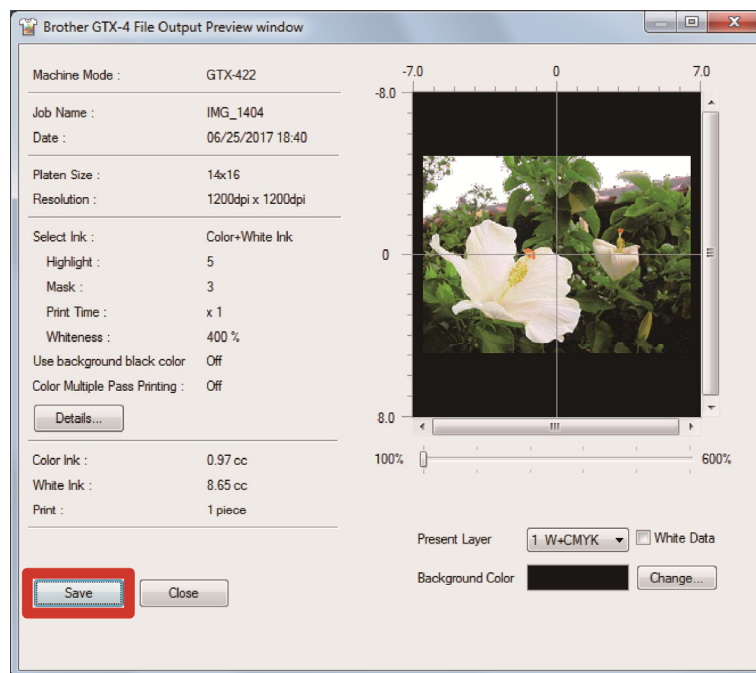 Brother GTX-4 File Output Preview window
Machine Mode : GTX-422
Job Name : IMG_1404
Date : 06/25/2017 18:40
Platen Size : 14x16
Resolution : 1200dpi x 1200dpi
Select Ink : Color+White Ink
Highlight : 5
Mask : 3
Print Time : x 1
Whiteness : 400 %
Use background black color Off
Color Multiple Pass Printing : Off
Details...
Color Ink : 0.97 cc
White Ink : 8.65 cc
Print : 1 piece
Save Close
-7.0 0 7.0
-8.0
0
8.0
100% 600%
Present Layer 1 W+CMYK White Data
Background Color Change...